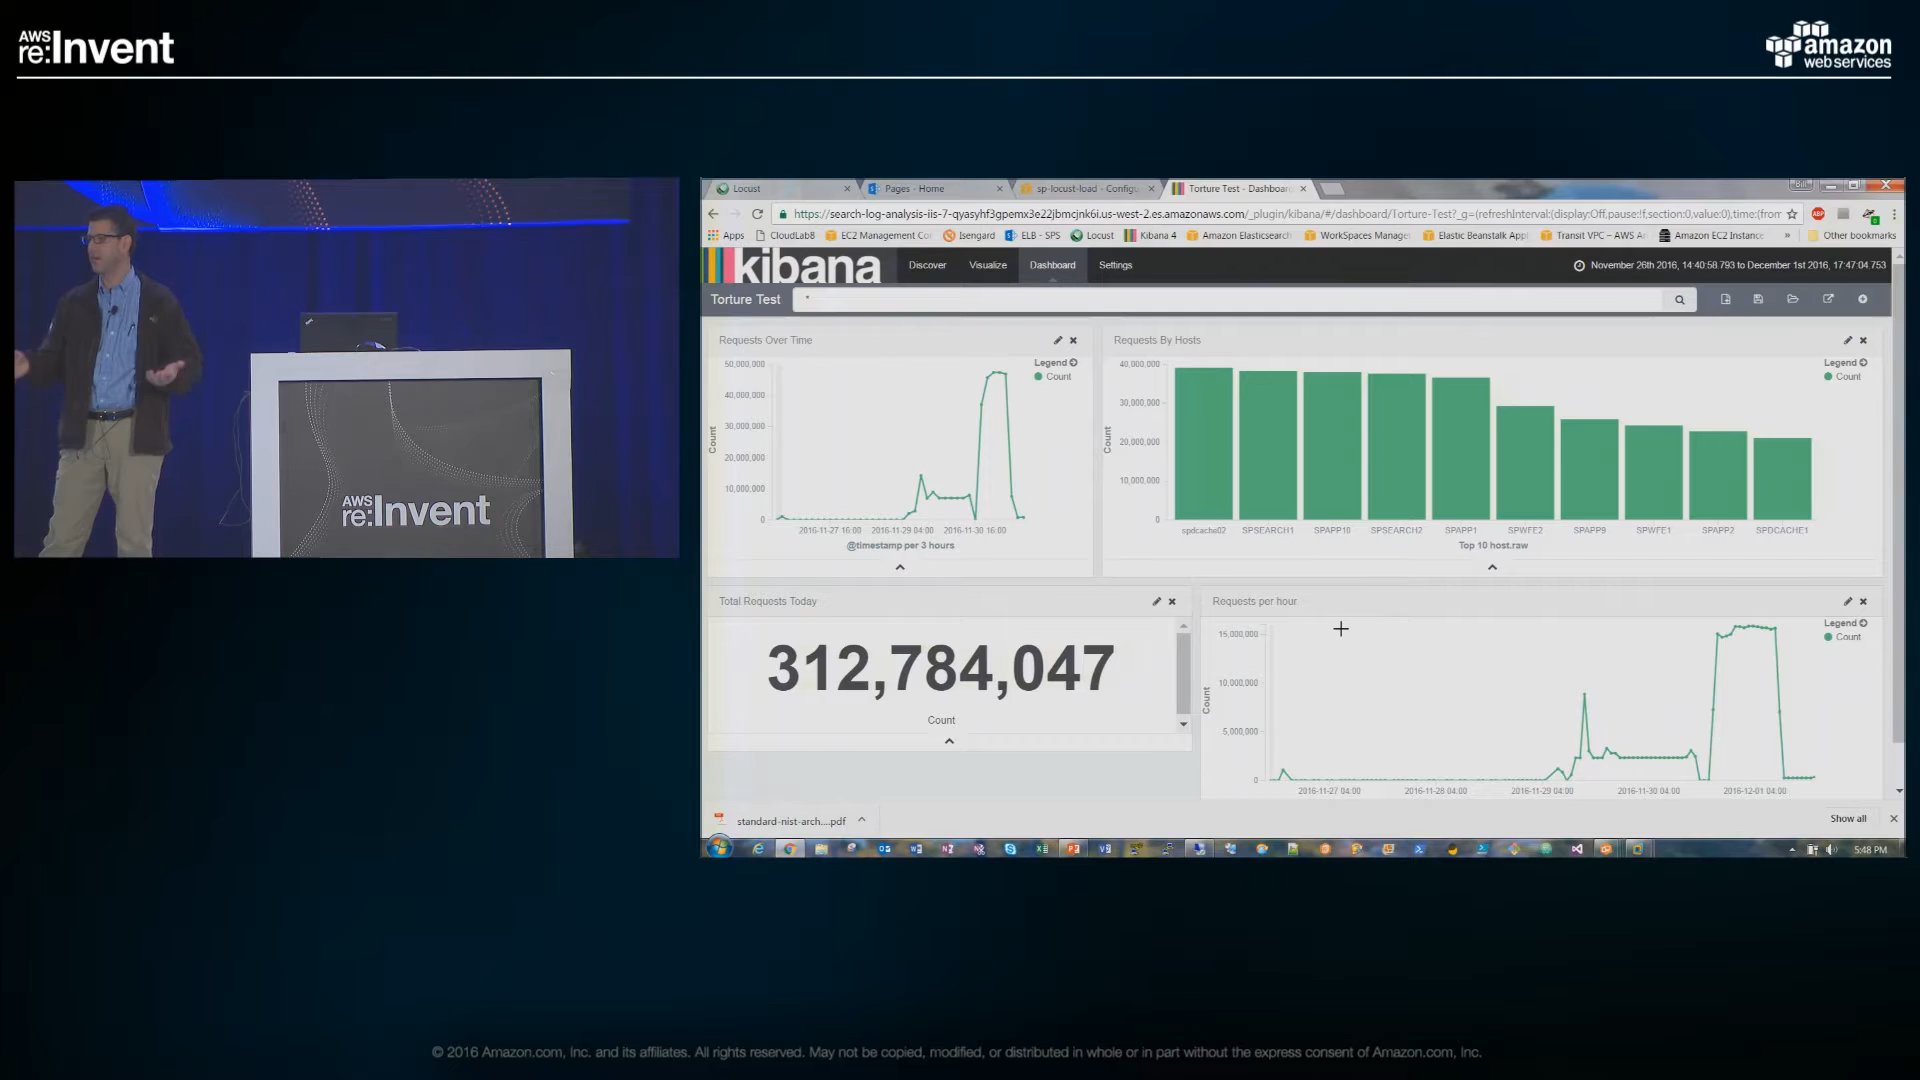 AWS
re:Invent
amazon
web services
Locust
Pages - Home
sp-locust-load - Configu
Torture Test - Dashboar
Bill
https://search-log-analysis-iis-7-qyasyhf3gpemx3e22jbmcjnk6i.us-west-2.es.amazonaws.com/_plugin/kibana/#/dashboard/Torture-Test?_g=(refreshInterval:(display:Off,pause:!f,section:0,value:0),time:(from
ABP
Apps CloudLab8 EC2 Management Co Isengard ELB - SPS Locust Kibana 4 Amazon Elasticsearch WorkSpaces Manage Elastic Beanstalk Appl Transit VPC – AWS A Amazon EC2 Instance » Other bookmarks
kibana
Discover Visualize Dashboard Settings
November 26th 2016, 14:40:58.793 to December 1st 2016, 17:47:04.753
Torture Test *
Requests Over Time
Legend
Count
50,000,000
40,000,000
30,000,000
20,000,000
10,000,000
0
Count
2016-11-27 16:00 2016-11-29 04:00 2016-11-30 16:00
@timestamp per 3 hours
Requests By Hosts
Legend
Count
40,000,000
30,000,000
20,000,000
10,000,000
0
Count
spdcache02 SPSEARCH1 SPAPP10 SPSEARCH2 SPAPP1 SPWFE2 SPAPP9 SPWFE1 SPAPP2 SPDCACHE1
Top 10 host.raw
Total Requests Today
312,784,047
Count
Requests per hour
Legend
Count
15,000,000
10,000,000
5,000,000
0
Count
2016-11-27 04:00 2016-11-28 04:00 2016-11-29 04:00 2016-11-30 04:00 2016-12-01 04:00
standard-nist-arch....pdf
Show all
5:48 PM
AWS
re:Invent
© 2016 Amazon.com, Inc. and its affiliates. All rights reserved. May not be copied, modified, or distributed in whole or in part without the express consent of Amazon.com, Inc.